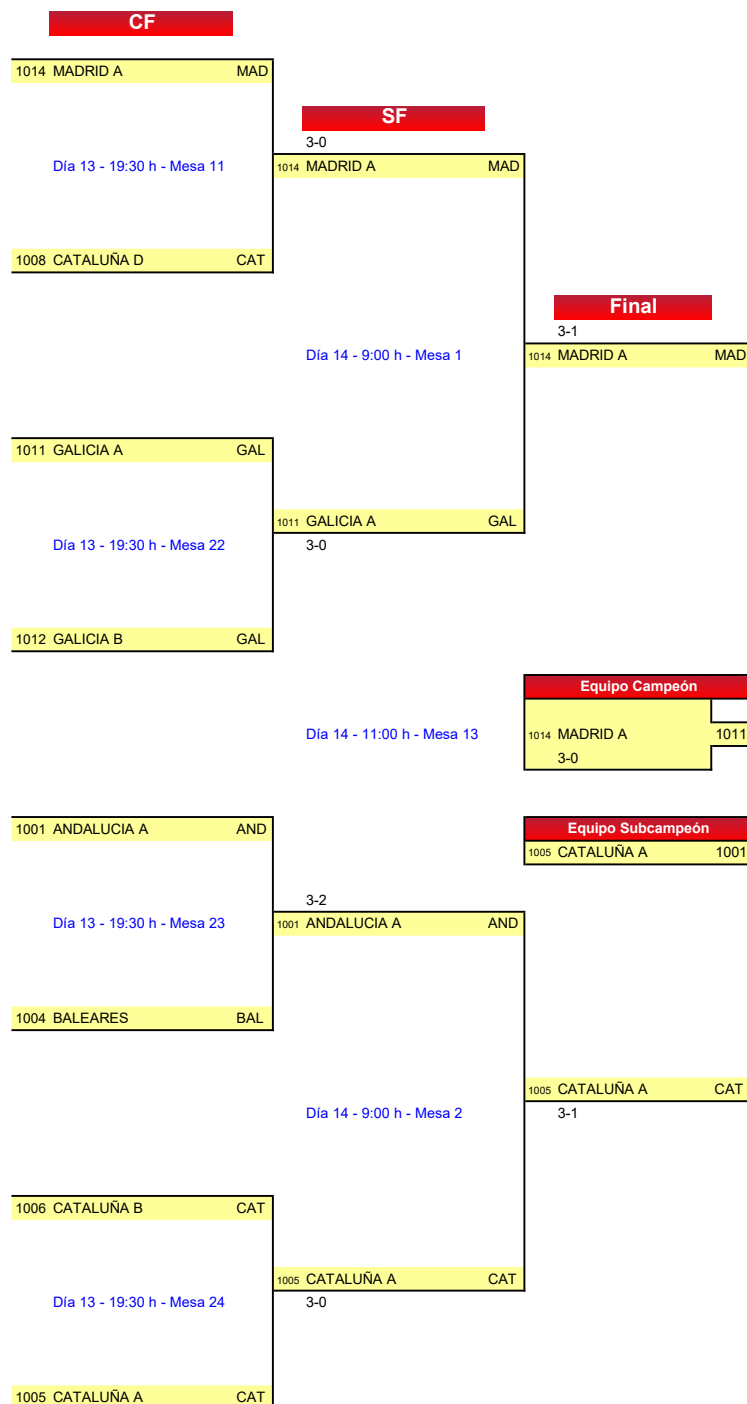 CF
1014 MADRID A MAD
SF
3-0
Día 13 - 19:30 h - Mesa 11
1014 MADRID A MAD
1008 CATALUÑA D CAT
Final
3-1
Día 14 - 9:00 h - Mesa 1
1014 MADRID A MAD
1011 GALICIA A GAL
1011 GALICIA A GAL
Día 13 - 19:30 h - Mesa 22
3-0
1012 GALICIA B GAL
Equipo Campeón
Día 14 - 11:00 h - Mesa 13
1014 MADRID A 1011
3-0
1001 ANDALUCIA A AND
Equipo Subcampeón
1005 CATALUÑA A 1001
3-2
Día 13 - 19:30 h - Mesa 23
1001 ANDALUCIA A AND
1004 BALEARES BAL
1005 CATALUÑA A CAT
Día 14 - 9:00 h - Mesa 2
3-1
1006 CATALUÑA B CAT
1005 CATALUÑA A CAT
Día 13 - 19:30 h - Mesa 24
3-0
1005 CATALUÑA A CAT